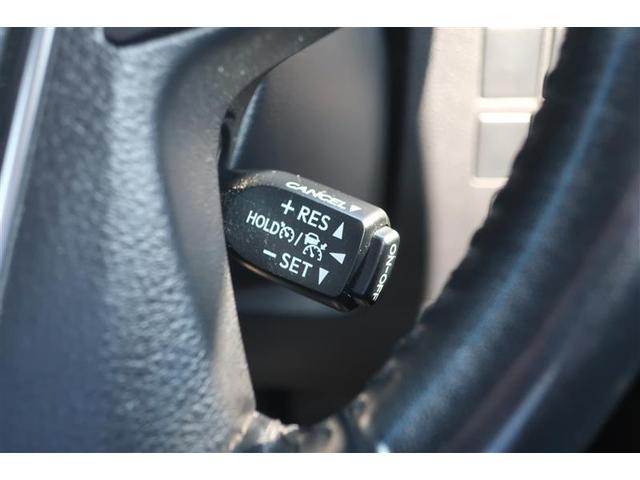 CANCEL▼
+ RES ▲
HOLD / ◀
− SET ▼
ON-OFF